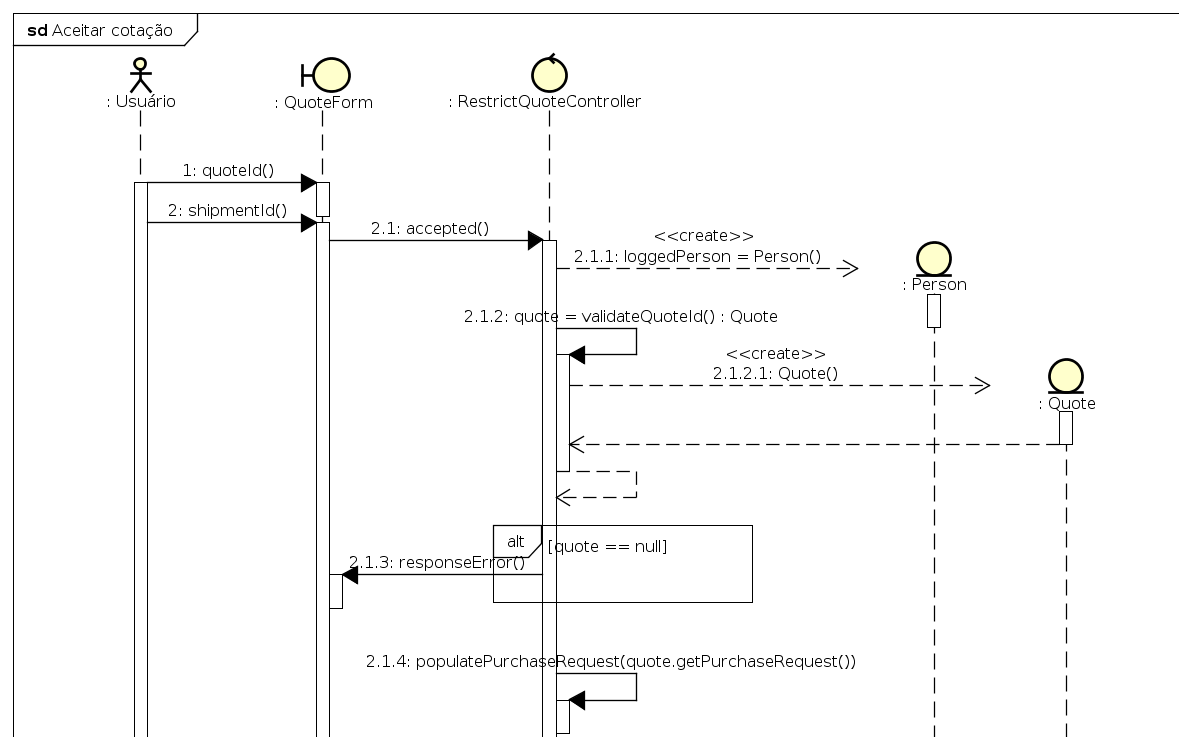 sd Aceitar cotação
: Usuário
: QuoteForm
: RestrictQuoteController
1: quoteId()
2: shipmentId()
2.1: accepted()
<<create>>
2.1.1: loggedPerson = Person()
: Person
2.1.2: quote = validateQuoteId() : Quote
<<create>>
2.1.2.1: Quote()
: Quote
alt
[quote == null]
2.1.3: responseError()
2.1.4: populatePurchaseRequest(quote.getPurchaseRequest())